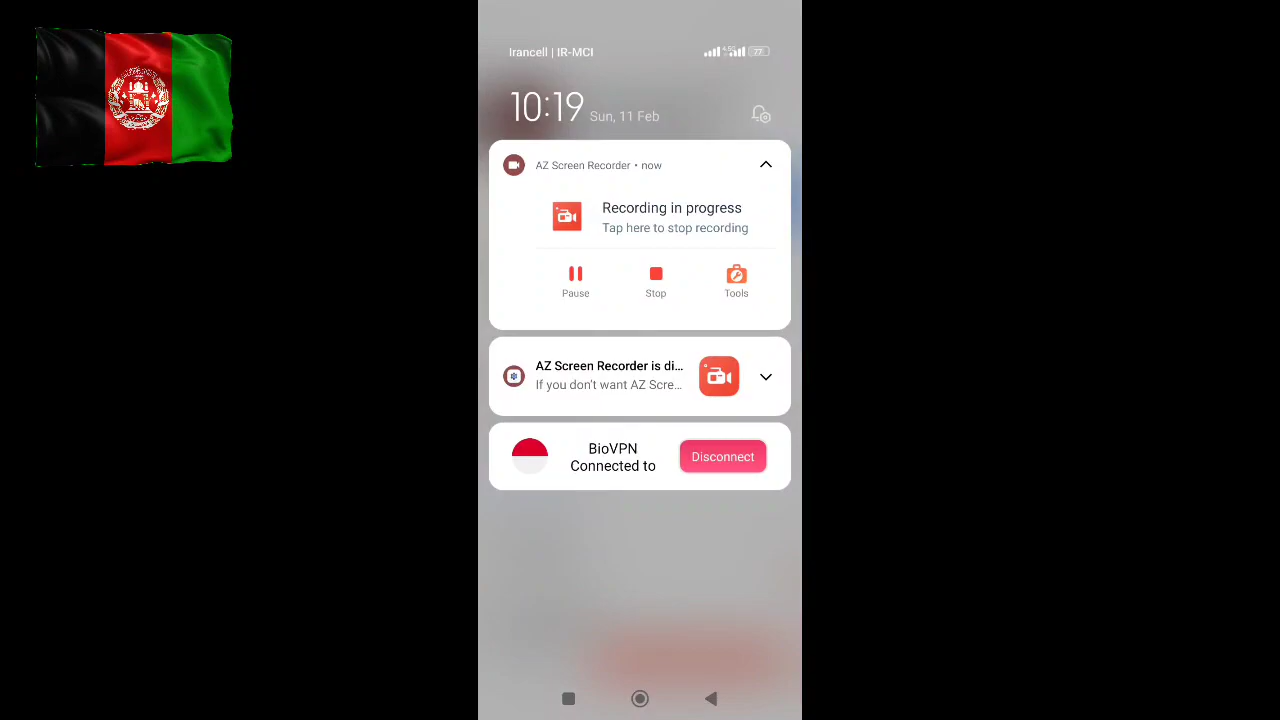 Irancell | IR-MCI
77
10:19 Sun, 11 Feb
AZ Screen Recorder • now
Recording in progress
Tap here to stop recording
Pause Stop Tools
AZ Screen Recorder is di...
If you don't want AZ Scre...
BioVPN
Connected to
Disconnect